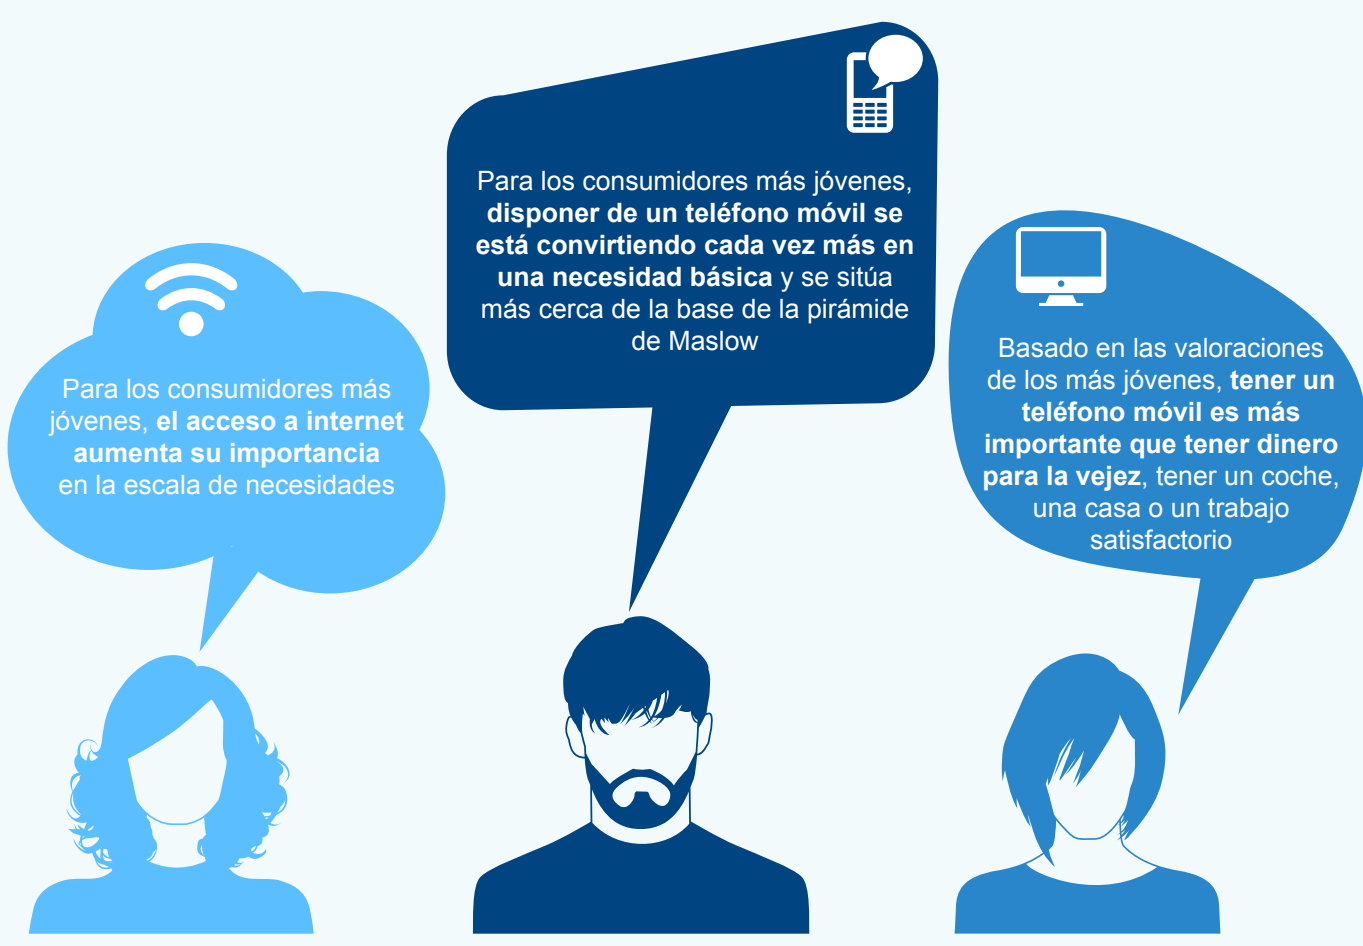 Para los consumidores más
jóvenes, el acceso a internet
aumenta su importancia
en la escala de necesidades
Para los consumidores más jóvenes,
disponer de un teléfono móvil se
está convirtiendo cada vez más en
una necesidad básica y se sitúa
más cerca de la base de la pirámide
de Maslow
Basado en las valoraciones
de los más jóvenes, tener un
teléfono móvil es más
importante que tener dinero
para la vejez, tener un coche,
una casa o un trabajo
satisfactorio